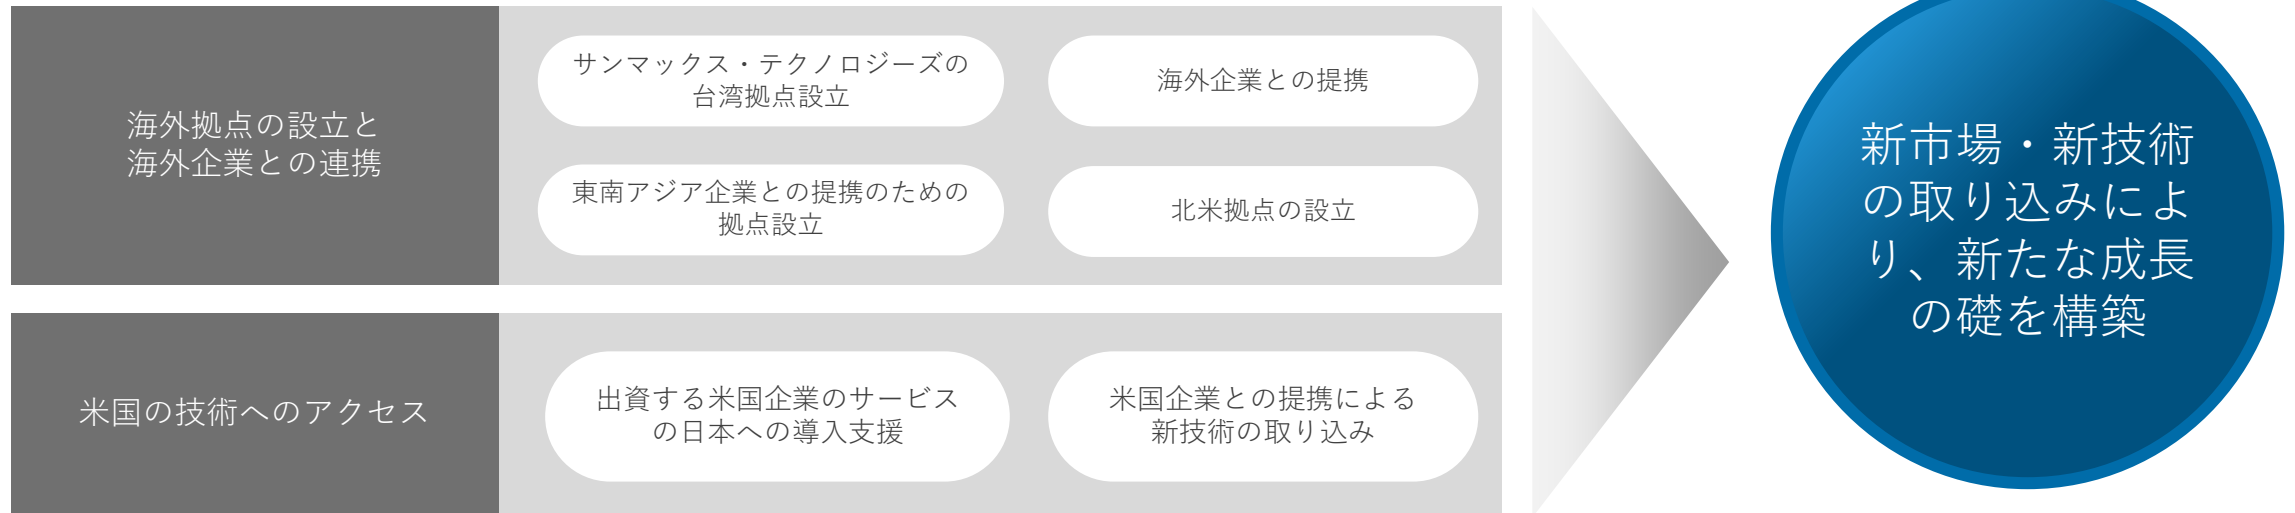 海外拠点の設立と
海外企業との連携
サンマックス・テクノロジーズの
台湾拠点設立
海外企業との提携
東南アジア企業との提携のための
拠点設立
北米拠点の設立
米国の技術へのアクセス
出資する米国企業のサービス
の日本への導入支援
米国企業との提携による
新技術の取り込み
新市場・新技術
の取り込みによ
り、新たな成長
の礎を構築